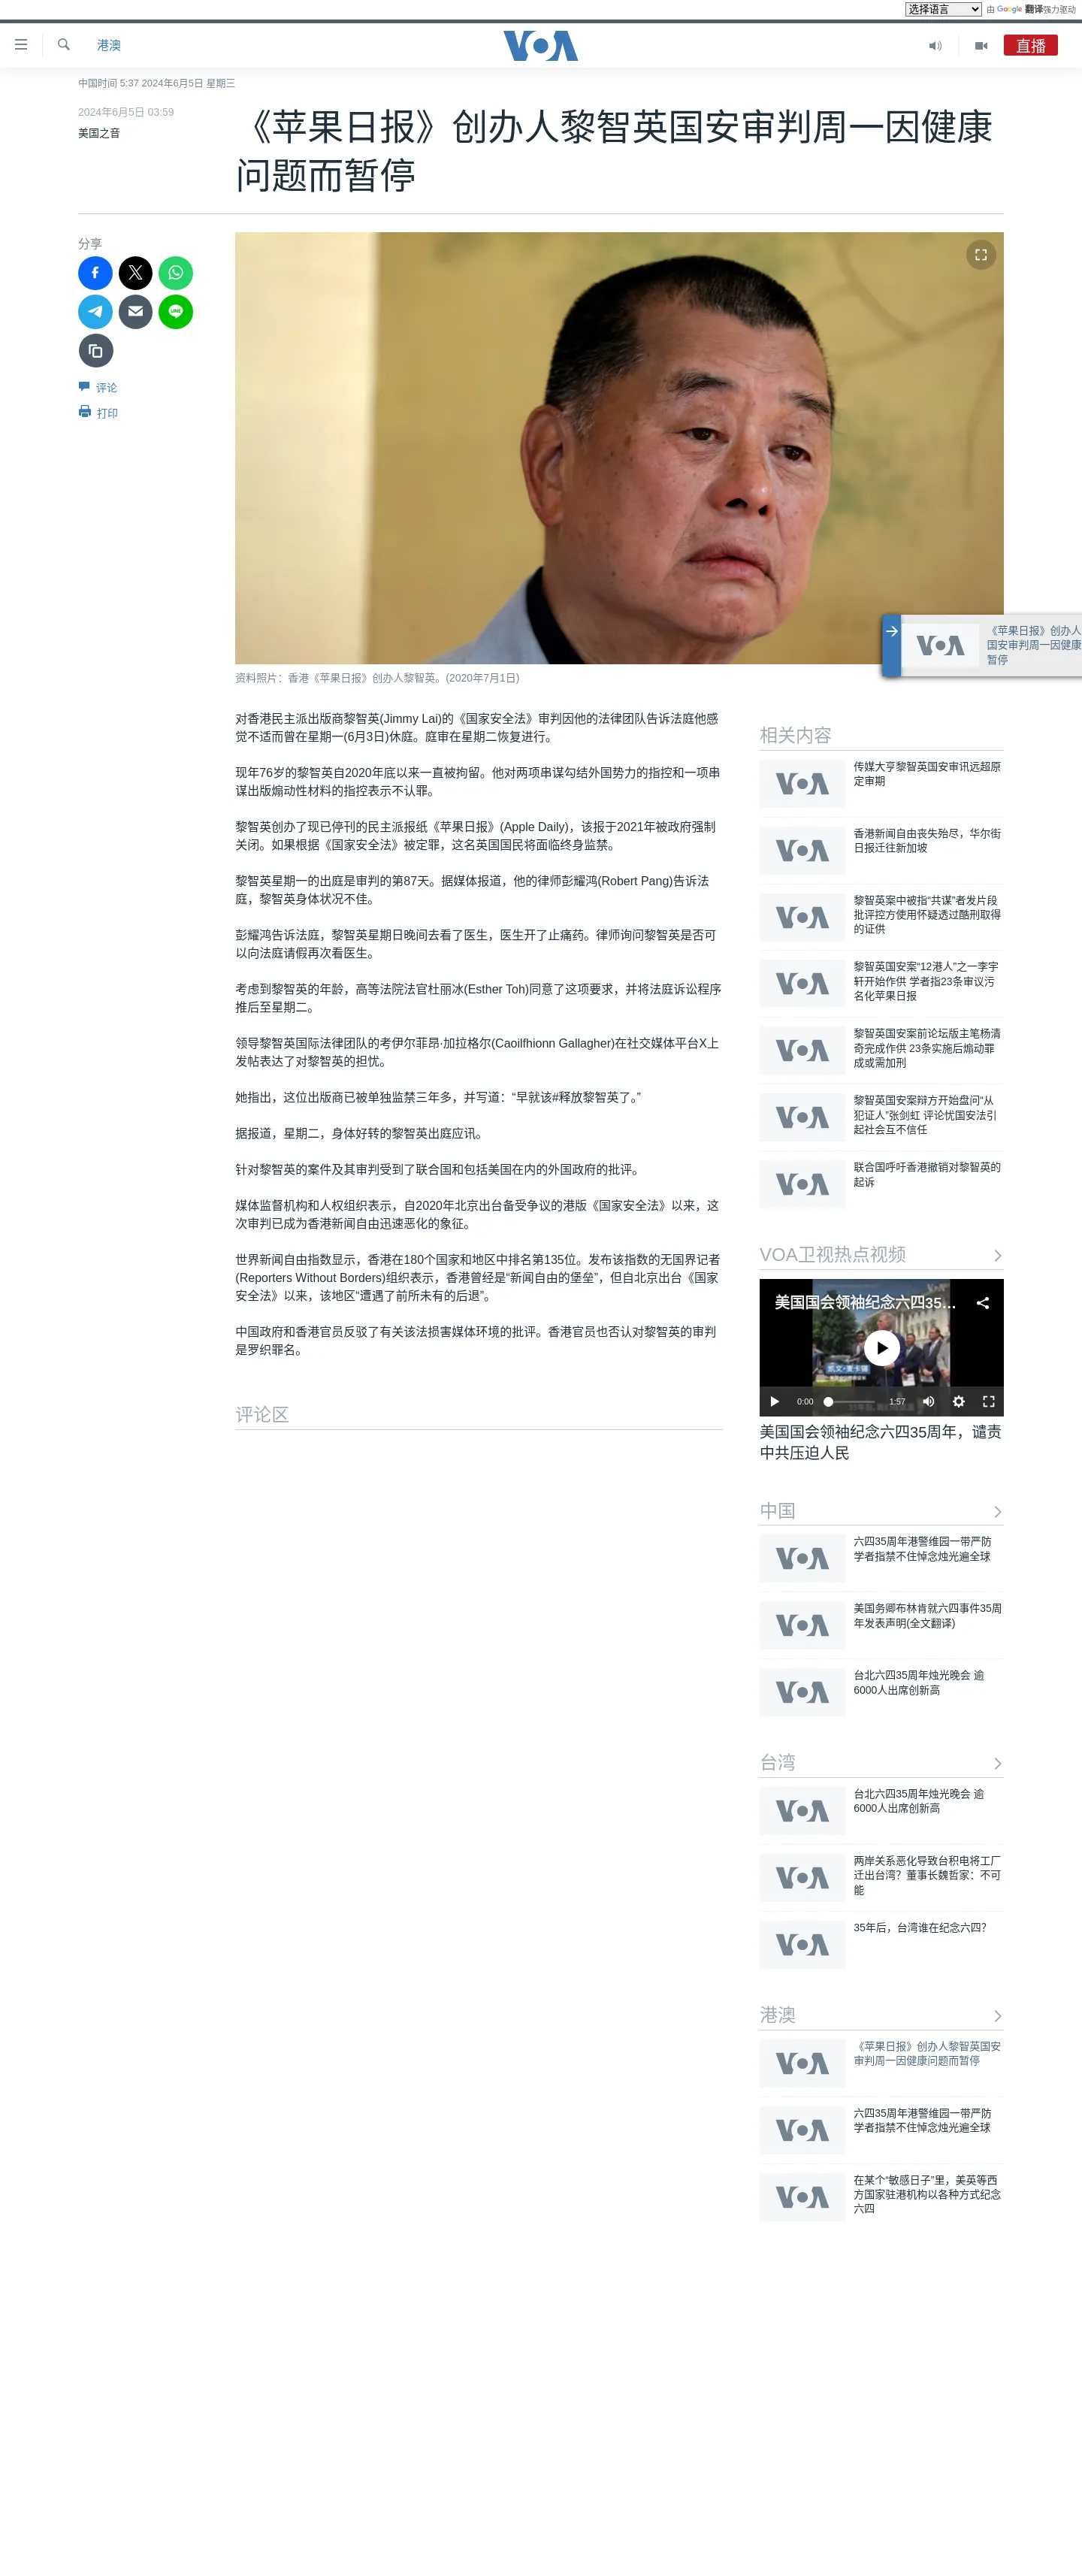 选择语言 由 Google 翻译强力驱动
港澳
VOA
直播
中国时间 5:37 2024年6月5日 星期三
2024年6月5日 03:59
美国之音
《苹果日报》创办人黎智英国安审判周一因健康
问题而暂停
分享
评论
打印
《苹果日报》创办人
国安审判周一因健康
暂停
资料照片：香港《苹果日报》创办人黎智英。(2020年7月1日)
对香港民主派出版商黎智英(Jimmy Lai)的《国家安全法》审判因他的法律团队告诉法庭他感
觉不适而曾在星期一(6月3日)休庭。庭审在星期二恢复进行。
现年76岁的黎智英自2020年底以来一直被拘留。他对两项串谋勾结外国势力的指控和一项串
谋出版煽动性材料的指控表示不认罪。
黎智英创办了现已停刊的民主派报纸《苹果日报》(Apple Daily)，该报于2021年被政府强制
关闭。如果根据《国家安全法》被定罪，这名英国国民将面临终身监禁。
黎智英星期一的出庭是审判的第87天。据媒体报道，他的律师彭耀鸿(Robert Pang)告诉法
庭，黎智英身体状况不佳。
彭耀鸿告诉法庭，黎智英星期日晚间去看了医生，医生开了止痛药。律师询问黎智英是否可
以向法庭请假再次看医生。
考虑到黎智英的年龄，高等法院法官杜丽冰(Esther Toh)同意了这项要求，并将法庭诉讼程序
推后至星期二。
领导黎智英国际法律团队的考伊尔菲昂·加拉格尔(Caoilfhionn Gallagher)在社交媒体平台X上
发帖表达了对黎智英的担忧。
她指出，这位出版商已被单独监禁三年多，并写道：“早就该#释放黎智英了。”
据报道，星期二，身体好转的黎智英出庭应讯。
针对黎智英的案件及其审判受到了联合国和包括美国在内的外国政府的批评。
媒体监督机构和人权组织表示，自2020年北京出台备受争议的港版《国家安全法》以来，这
次审判已成为香港新闻自由迅速恶化的象征。
世界新闻自由指数显示，香港在180个国家和地区中排名第135位。发布该指数的无国界记者
(Reporters Without Borders)组织表示，香港曾经是“新闻自由的堡垒”，但自北京出台《国家
安全法》以来，该地区“遭遇了前所未有的后退”。
中国政府和香港官员反驳了有关该法损害媒体环境的批评。香港官员也否认对黎智英的审判
是罗织罪名。
评论区
相关内容
传媒大亨黎智英国安审讯远超原
定审期
香港新闻自由丧失殆尽，华尔街
日报迁往新加坡
黎智英案中被指“共谋”者发片段
批评控方使用怀疑透过酷刑取得
的证供
黎智英国安案“12港人”之一李宇
轩开始作供 学者指23条审议污
名化苹果日报
黎智英国安案前论坛版主笔杨清
奇完成作供 23条实施后煽动罪
成或需加刑
黎智英国安案辩方开始盘问“从
犯证人”张剑虹 评论忧国安法引
起社会互不信任
联合国呼吁香港撤销对黎智英的
起诉
VOA卫视热点视频
美国国会领袖纪念六四35...
凯文·麦卡锡
0:00 1:57
美国国会领袖纪念六四35周年，谴责
中共压迫人民
中国
六四35周年港警维园一带严防
学者指禁不住悼念烛光遍全球
美国务卿布林肯就六四事件35周
年发表声明(全文翻译)
台北六四35周年烛光晚会 逾
6000人出席创新高
台湾
台北六四35周年烛光晚会 逾
6000人出席创新高
两岸关系恶化导致台积电将工厂
迁出台湾？董事长魏哲家：不可
能
35年后，台湾谁在纪念六四？
港澳
《苹果日报》创办人黎智英国安
审判周一因健康问题而暂停
六四35周年港警维园一带严防
学者指禁不住悼念烛光遍全球
在某个“敏感日子”里，美英等西
方国家驻港机构以各种方式纪念
六四